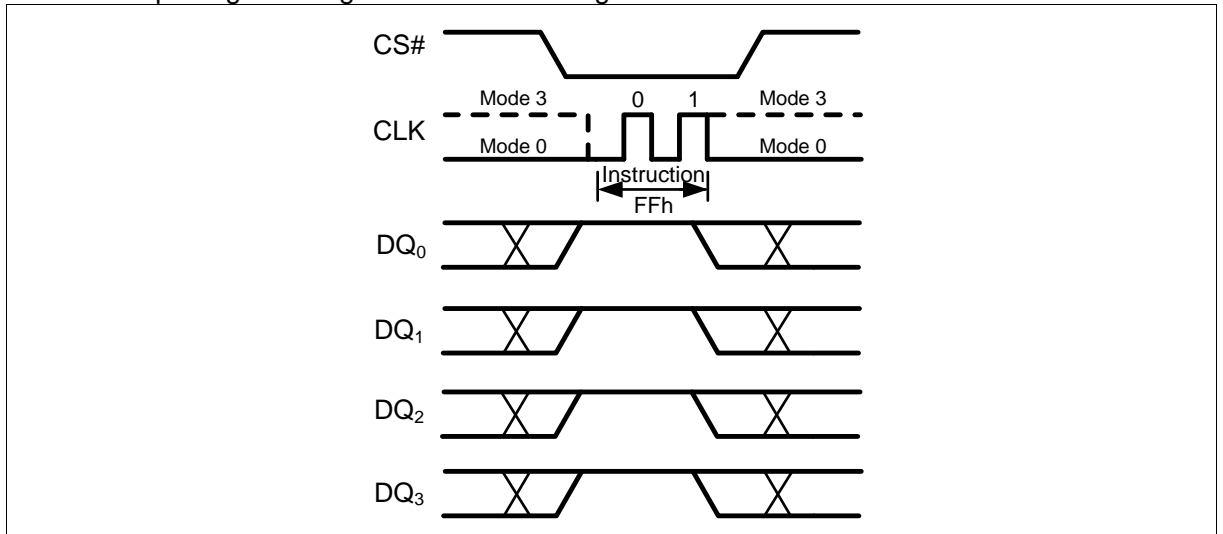 CS#
Mode 3 0 1 Mode 3
CLK
Mode 0 Mode 0
Instruction
FFh
DQ0
DQ1
DQ2
DQ3